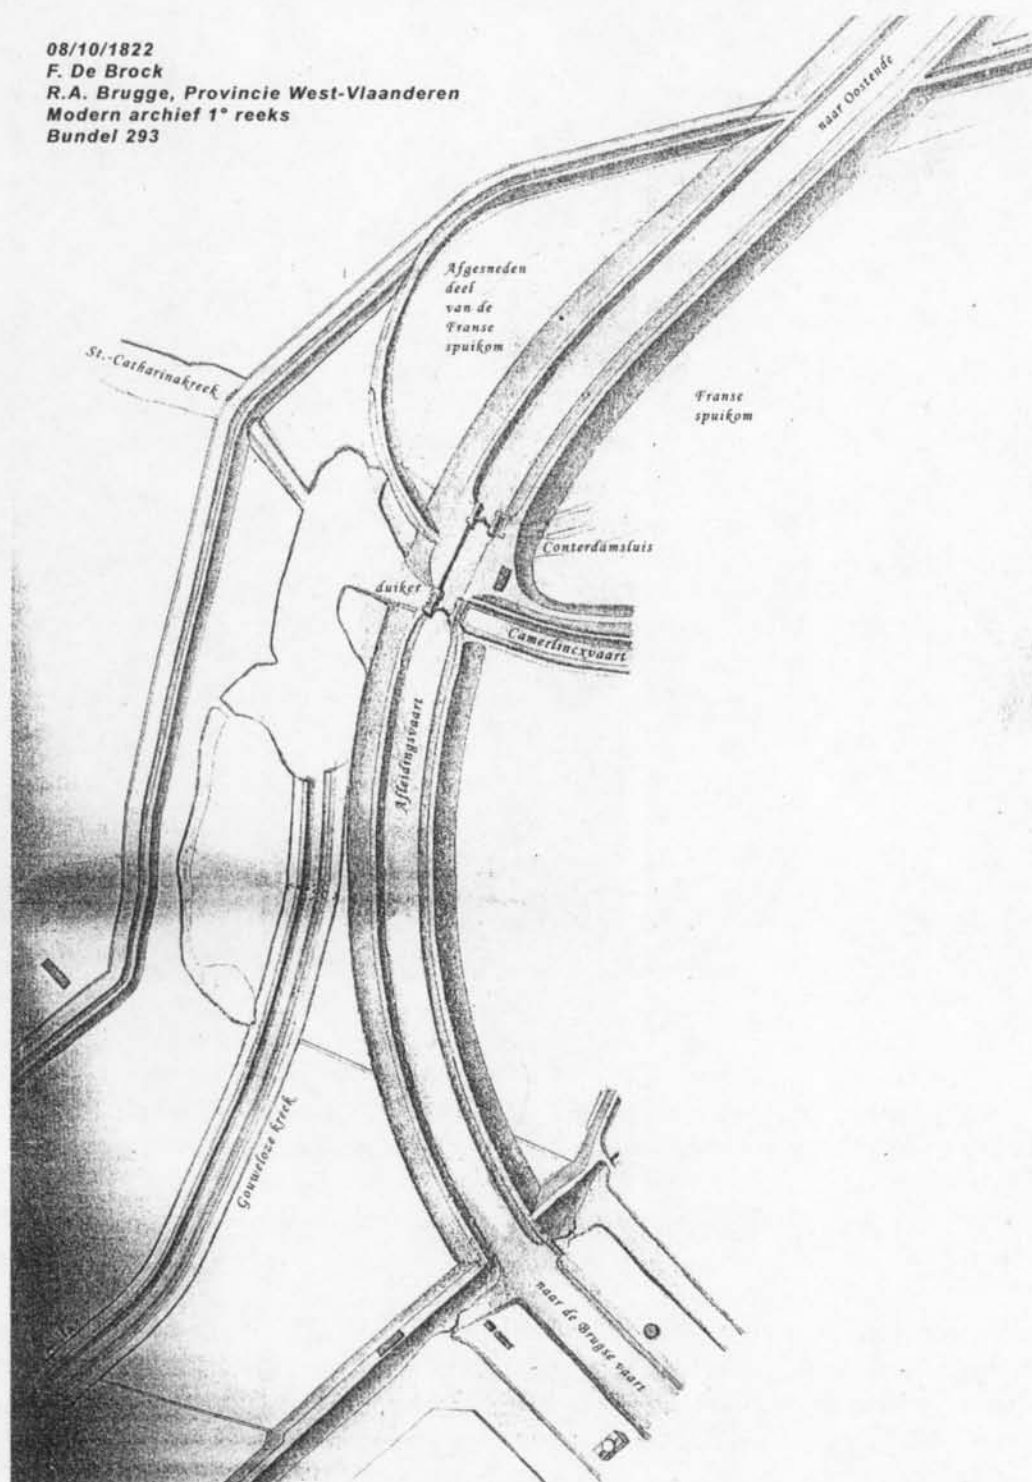 08/10/1822
F. De Brock
R.A. Brugge, Provincie West-Vlaanderen
Modern archief 1° reeks
Bundel 293
naar Oostende
Afgesneden
deel
van de
Franse
spuikom
St.-Catharinakreek
Franse
spuikom
Conterdamsluis
duiker
Camerlincxvaart
Afleidingsvaart
Gouweloze kreek
naar de Brugse vaart